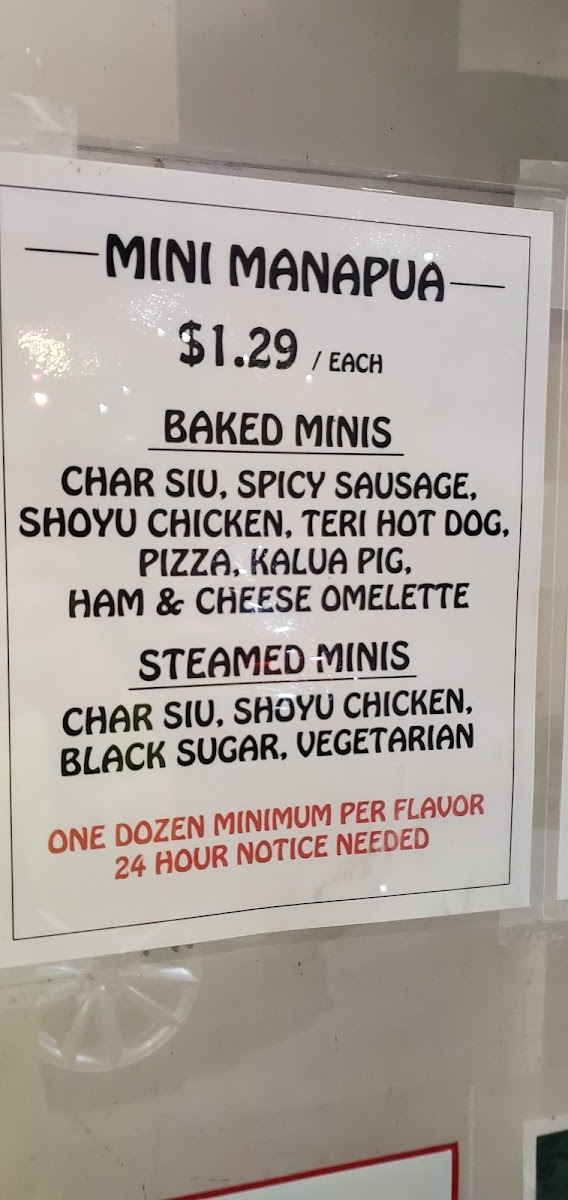 MINI MANAPUA
$1.29 / EACH
BAKED MINIS
CHAR SIU, SPICY SAUSAGE,
SHOYU CHICKEN, TERI HOT DOG,
PIZZA, KALUA PIG,
HAM & CHEESE OMELETTE
STEAMED MINIS
CHAR SIU, SHOYU CHICKEN,
BLACK SUGAR, VEGETARIAN
ONE DOZEN MINIMUM PER FLAVOR
24 HOUR NOTICE NEEDED